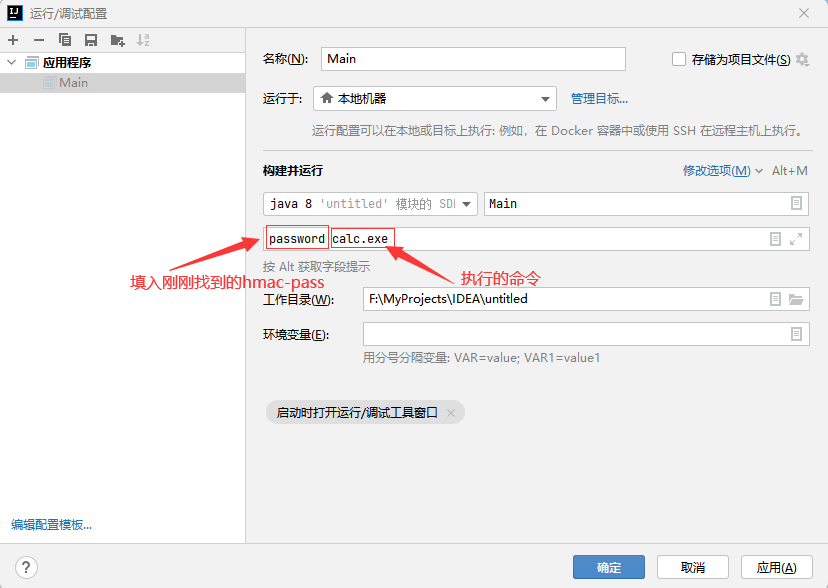 运行/调试配置
应用程序
Main
名称(N):
Main
存储为项目文件(S)
运行于:
本地机器
管理目标...
运行配置可以在本地或目标上执行: 例如，在 Docker 容器中或使用 SSH 在远程主机上执行。
构建并运行
修改选项(M)
Alt+M
java 8 'untitled' 模块的 SD
Main
password calc.exe
按 Alt 获取字段提示
填入刚刚找到的hmac-pass
执行的命令
工作目录(W):
F:\MyProjects\IDEA\untitled
环境变量(E):
用分号分隔变量: VAR=value; VAR1=value1
启动时打开运行/调试工具窗口
编辑配置模板...
?
确定
取消
应用(A)